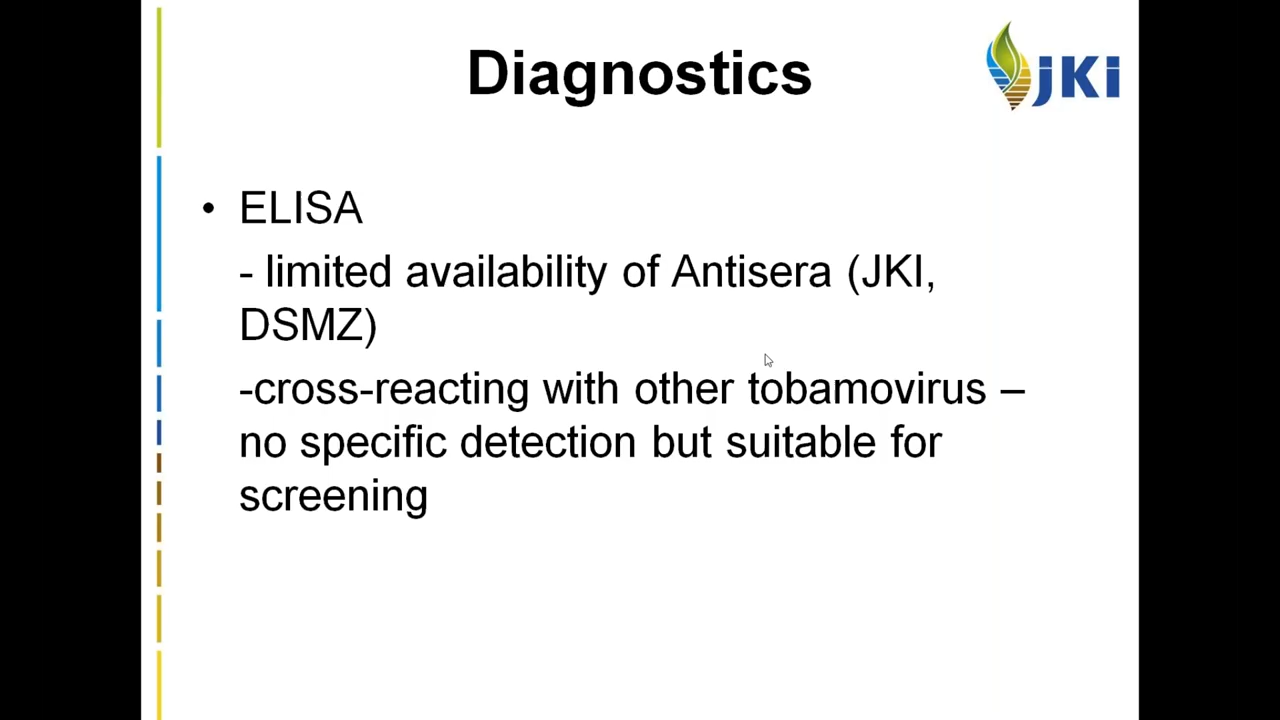 Diagnostics
JKi
• ELISA
- limited availability of Antisera (JKI,
DSMZ)
-cross-reacting with other tobamovirus –
no specific detection but suitable for
screening